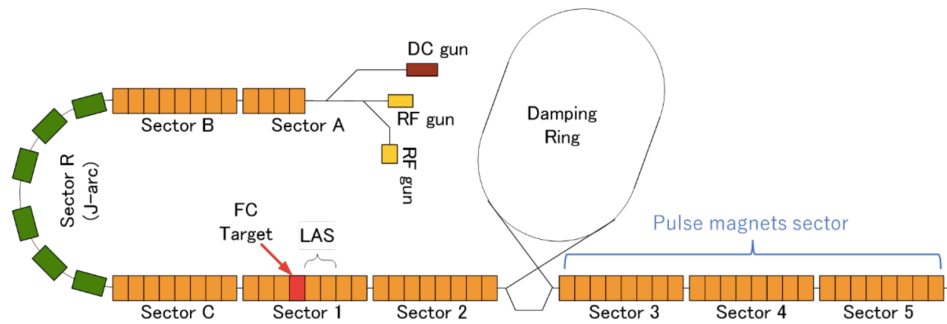 DC gun
Sector B
Sector A
RF gun
RF
gun
Damping
Ring
Sector R
(J-arc)
FC
Target
LAS
Pulse magnets sector
Sector C
Sector 1
Sector 2
Sector 3
Sector 4
Sector 5